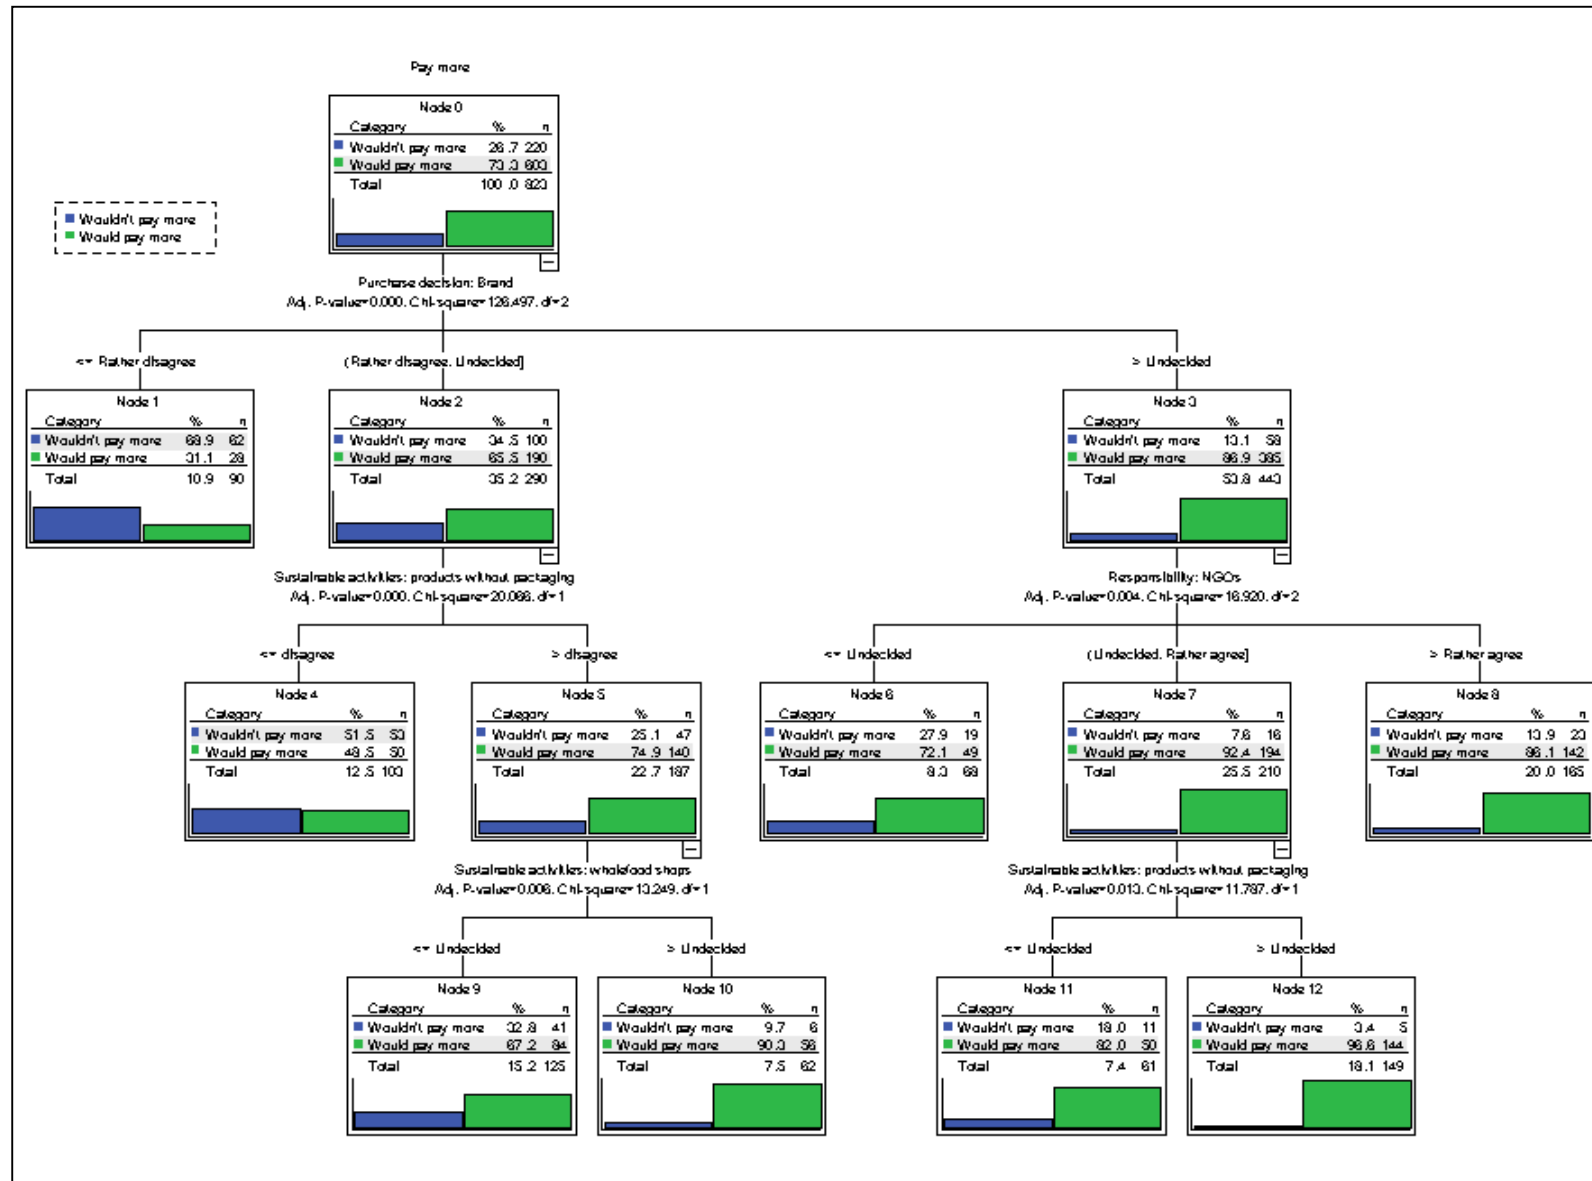 Pay more
Node 0
Category % n
Wouldn't pay more 26.7 220
Would pay more 73.3 603
Total 100.0 823
Wouldn't pay more
Would pay more
Purchase decision: Brand
Adj. P-value=0.000, Chi-square=126.497, df=2
<= Rather disagree
(Rather disagree, Undecided]
> Undecided
Node 1
Category % n
Wouldn't pay more 68.9 62
Would pay more 31.1 28
Total 10.9 90
Node 2
Category % n
Wouldn't pay more 34.5 100
Would pay more 65.5 190
Total 35.2 290
Node 3
Category % n
Wouldn't pay more 13.1 58
Would pay more 86.9 385
Total 53.8 443
Sustainable activities: products without packaging
Adj. P-value=0.000, Chi-square=20.066, df=1
Responsibility: NGOs
Adj. P-value=0.004, Chi-square=16.920, df=2
<= disagree
> disagree
<= Undecided
(Undecided, Rather agree]
> Rather agree
Node 4
Category % n
Wouldn't pay more 51.5 53
Would pay more 48.5 50
Total 12.5 103
Node 5
Category % n
Wouldn't pay more 25.1 47
Would pay more 74.9 140
Total 22.7 187
Node 6
Category % n
Wouldn't pay more 27.9 19
Would pay more 72.1 49
Total 8.3 68
Node 7
Category % n
Wouldn't pay more 7.6 16
Would pay more 92.4 194
Total 25.5 210
Node 8
Category % n
Wouldn't pay more 13.9 23
Would pay more 86.1 142
Total 20.0 165
Sustainable activities: wholefood shops
Adj. P-value=0.006, Chi-square=13.249, df=1
Sustainable activities: products without packaging
Adj. P-value=0.013, Chi-square=11.787, df=1
<= Undecided
> Undecided
<= Undecided
> Undecided
Node 9
Category % n
Wouldn't pay more 32.8 41
Would pay more 67.2 84
Total 15.2 125
Node 10
Category % n
Wouldn't pay more 9.7 6
Would pay more 90.3 56
Total 7.5 62
Node 11
Category % n
Wouldn't pay more 18.0 11
Would pay more 82.0 50
Total 7.4 61
Node 12
Category % n
Wouldn't pay more 3.4 5
Would pay more 96.6 144
Total 18.1 149